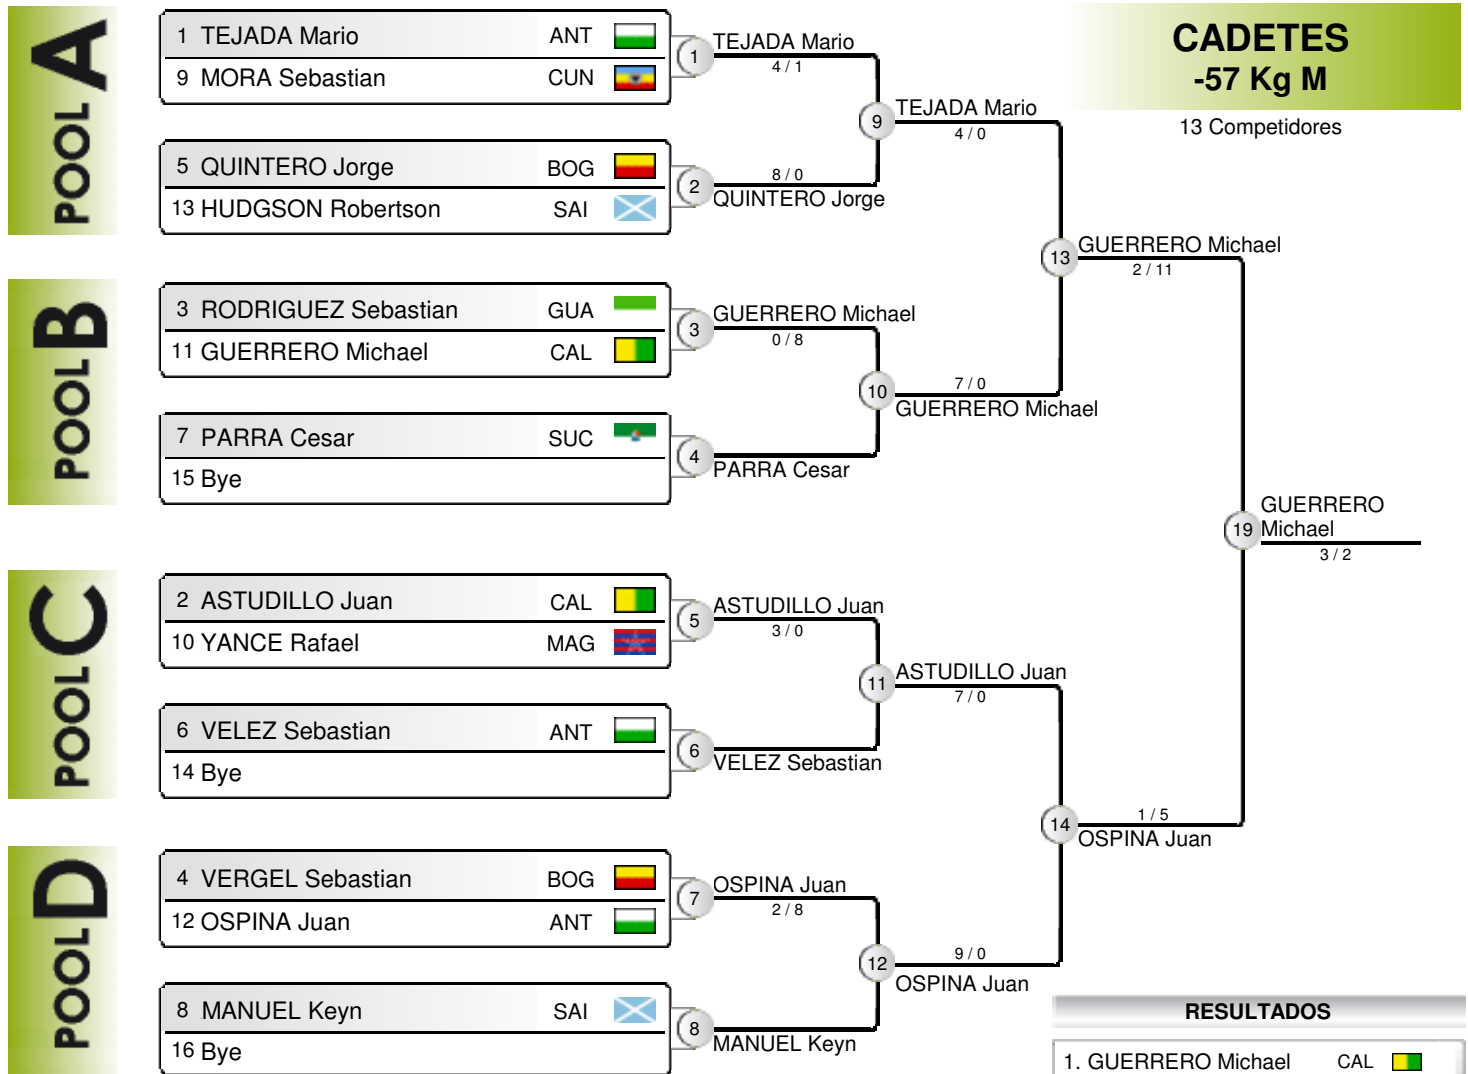 CADETES
-57 Kg M
13 Competidores
POOL A
1 TEJADA Mario ANT
9 MORA Sebastian CUN
5 QUINTERO Jorge BOG
13 HUDGSON Robertson SAI
POOL B
3 RODRIGUEZ Sebastian GUA
11 GUERRERO Michael CAL
7 PARRA Cesar SUC
15 Bye
POOL C
2 ASTUDILLO Juan CAL
10 YANCE Rafael MAG
6 VELEZ Sebastian ANT
14 Bye
POOL D
4 VERGEL Sebastian BOG
12 OSPINA Juan ANT
8 MANUEL Keyn SAI
16 Bye
1 TEJADA Mario
4 / 1
8 / 0
2 QUINTERO Jorge
3 GUERRERO Michael
0 / 8
4 PARRA Cesar
5 ASTUDILLO Juan
3 / 0
6 VELEZ Sebastian
7 OSPINA Juan
2 / 8
8 MANUEL Keyn
9 TEJADA Mario
4 / 0
7 / 0
10 GUERRERO Michael
11 ASTUDILLO Juan
7 / 0
9 / 0
12 OSPINA Juan
13 GUERRERO Michael
2 / 11
1 / 5
14 OSPINA Juan
GUERRERO
19 Michael
3 / 2
RESULTADOS
1. GUERRERO Michael CAL